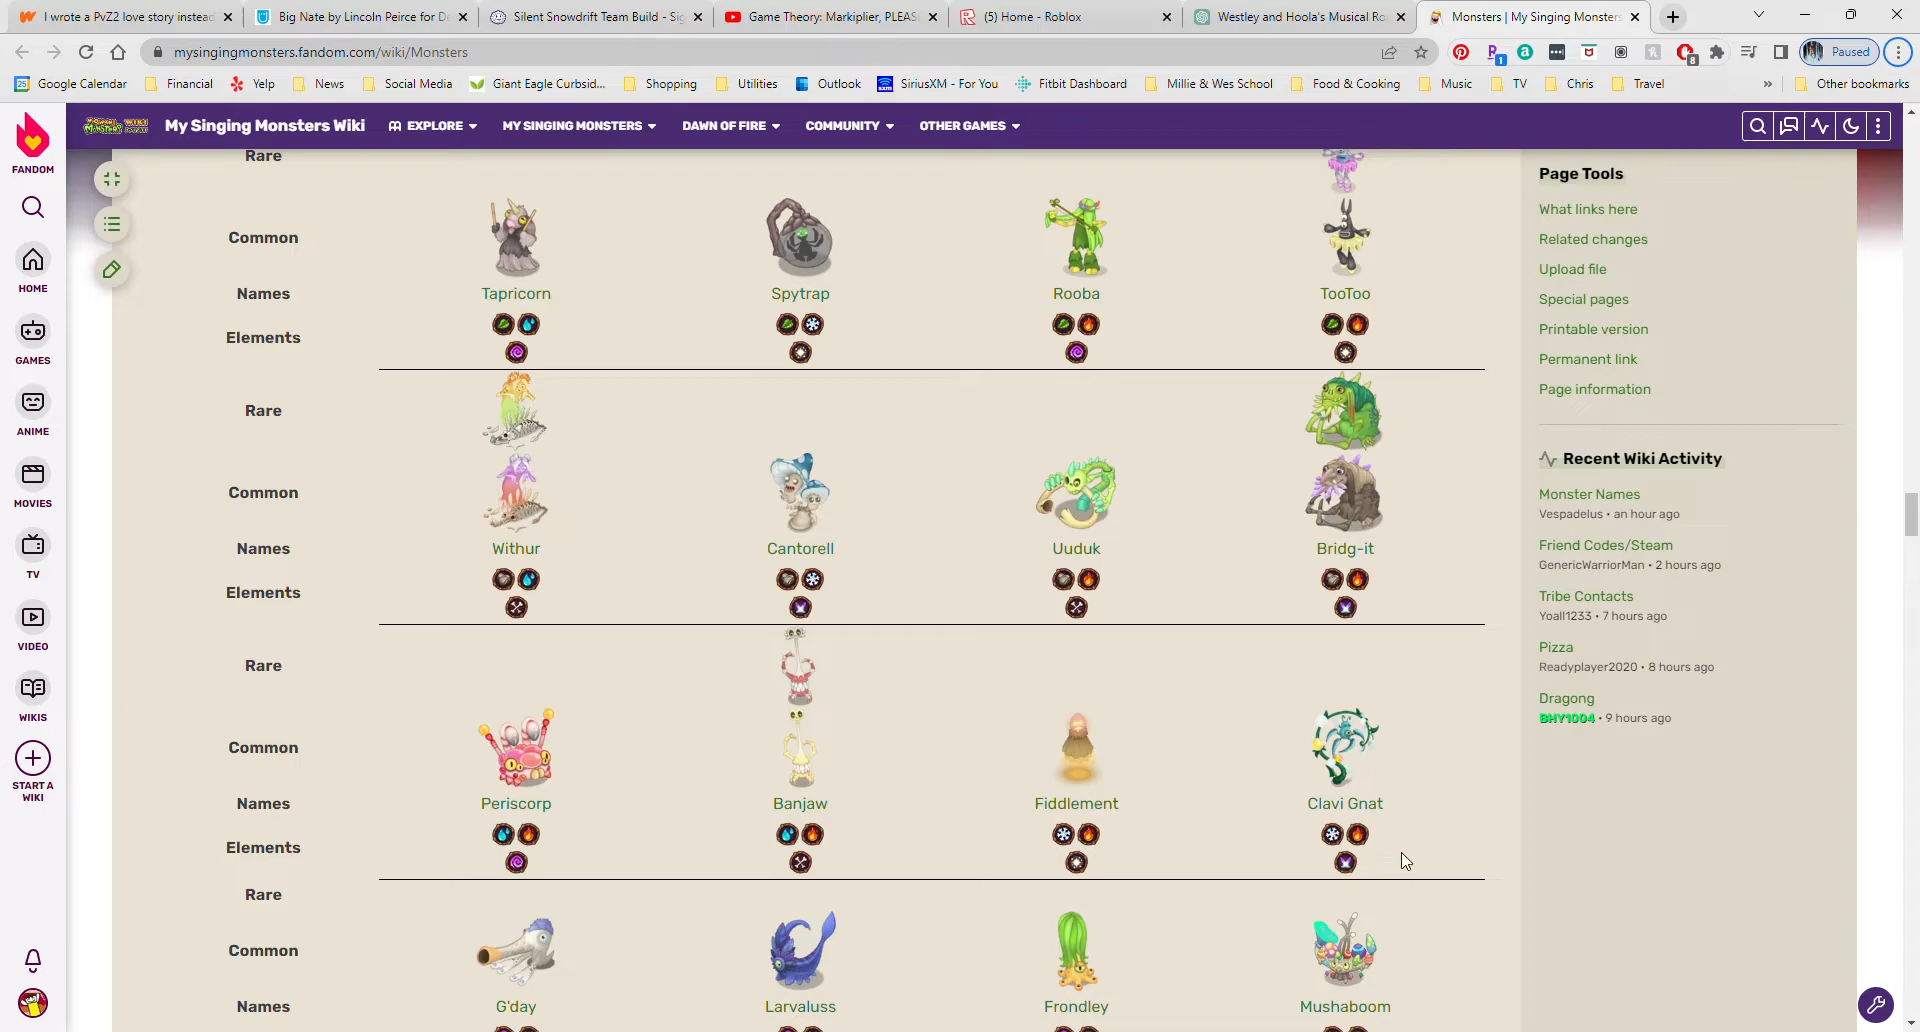 I wrote a PvZ2 love story instead
Big Nate by Lincoln Peirce for De
Silent Snowdrift Team Build - Sig
Game Theory: Markiplier, PLEAS
(5) Home - Roblox
Westley and Hoola's Musical Ro
Monsters | My Singing Monsters
mysingingmonsters.fandom.com/wiki/Monsters
1
8
Paused
25 Google Calendar
Financial
Yelp
News
Social Media
Giant Eagle Curbsid...
Shopping
Utilities
Outlook
SiriusXM - For You
Fitbit Dashboard
Millie & Wes School
Food & Cooking
Music
TV
Chris
Travel
»
Other bookmarks
My Singing Monsters Wiki
EXPLORE
MY SINGING MONSTERS
DAWN OF FIRE
COMMUNITY
OTHER GAMES
FANDOM
HOME
GAMES
ANIME
MOVIES
TV
VIDEO
WIKIS
START A
WIKI
Rare
Common
Names Tapricorn Spytrap Rooba TooToo
Elements
Rare
Common
Names Withur Cantorell Uuduk Bridg-it
Elements
Rare
Common
Names Periscorp Banjaw Fiddlement Clavi Gnat
Elements
Rare
Common
Names G'day Larvaluss Frondley Mushaboom
Page Tools
What links here
Related changes
Upload file
Special pages
Printable version
Permanent link
Page information
Recent Wiki Activity
Monster Names
Vespadelus • an hour ago
Friend Codes/Steam
GenericWarriorMan • 2 hours ago
Tribe Contacts
Yoall1233 • 7 hours ago
Pizza
Readyplayer2020 • 8 hours ago
Dragong
BHY1004 • 9 hours ago